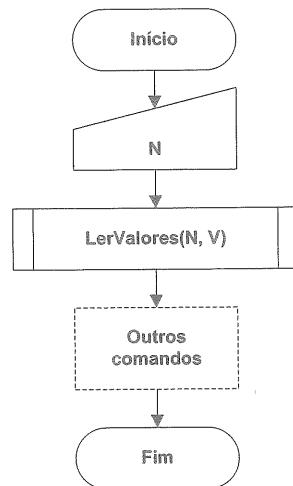 Início
N
LerValores(N, V)
Outros
comandos
Fim